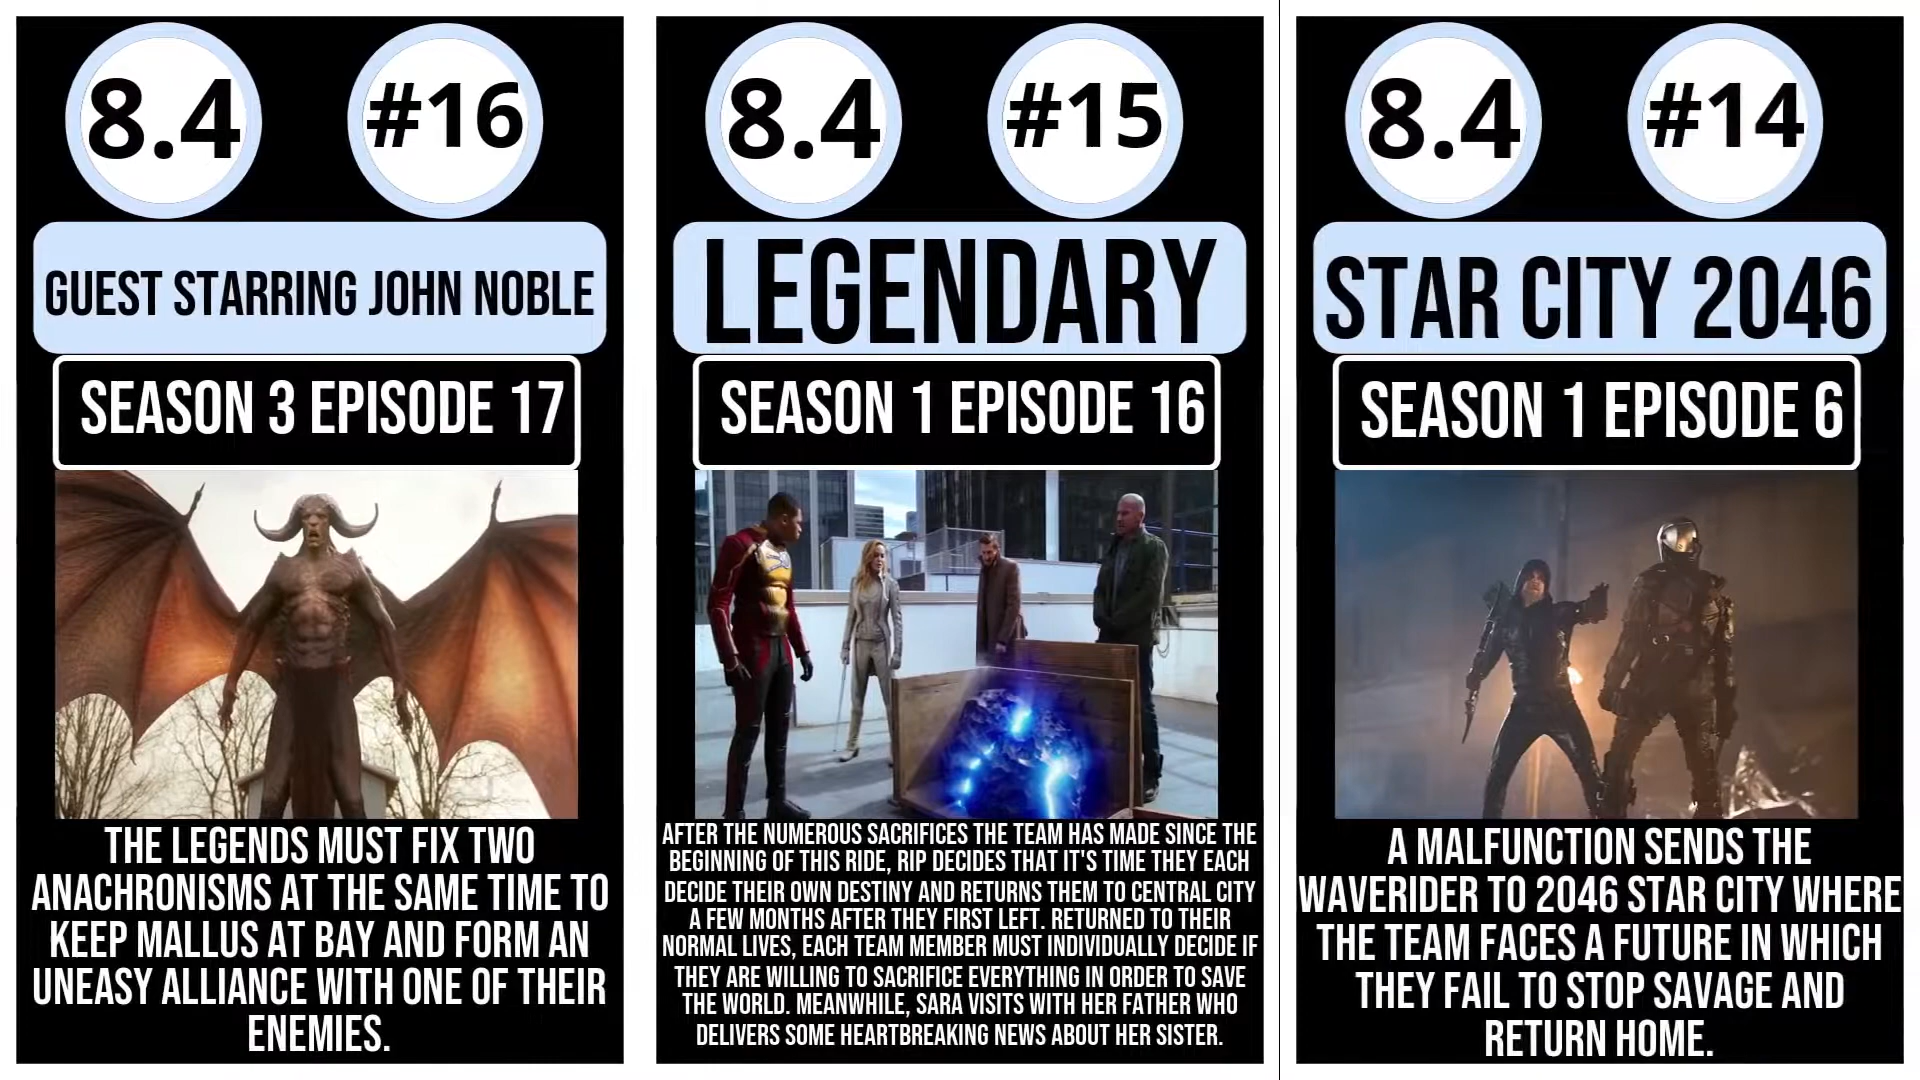 8.4
#16
GUEST STARRING JOHN NOBLE
SEASON 3 EPISODE 17
THE LEGENDS MUST FIX TWO
ANACHRONISMS AT THE SAME TIME TO
KEEP MALLUS AT BAY AND FORM AN
UNEASY ALLIANCE WITH ONE OF THEIR
ENEMIES.
8.4
#15
LEGENDARY
SEASON 1 EPISODE 16
AFTER THE NUMEROUS SACRIFICES THE TEAM HAS MADE SINCE THE
BEGINNING OF THIS RIDE, RIP DECIDES THAT IT'S TIME THEY EACH
DECIDE THEIR OWN DESTINY AND RETURNS THEM TO CENTRAL CITY
A FEW MONTHS AFTER THEY FIRST LEFT. RETURNED TO THEIR
NORMAL LIVES, EACH TEAM MEMBER MUST INDIVIDUALLY DECIDE IF
THEY ARE WILLING TO SACRIFICE EVERYTHING IN ORDER TO SAVE
THE WORLD. MEANWHILE, SARA VISITS WITH HER FATHER WHO
DELIVERS SOME HEARTBREAKING NEWS ABOUT HER SISTER.
8.4
#14
STAR CITY 2046
SEASON 1 EPISODE 6
A MALFUNCTION SENDS THE
WAVERIDER TO 2046 STAR CITY WHERE
THE TEAM FACES A FUTURE IN WHICH
THEY FAIL TO STOP SAVAGE AND
RETURN HOME.